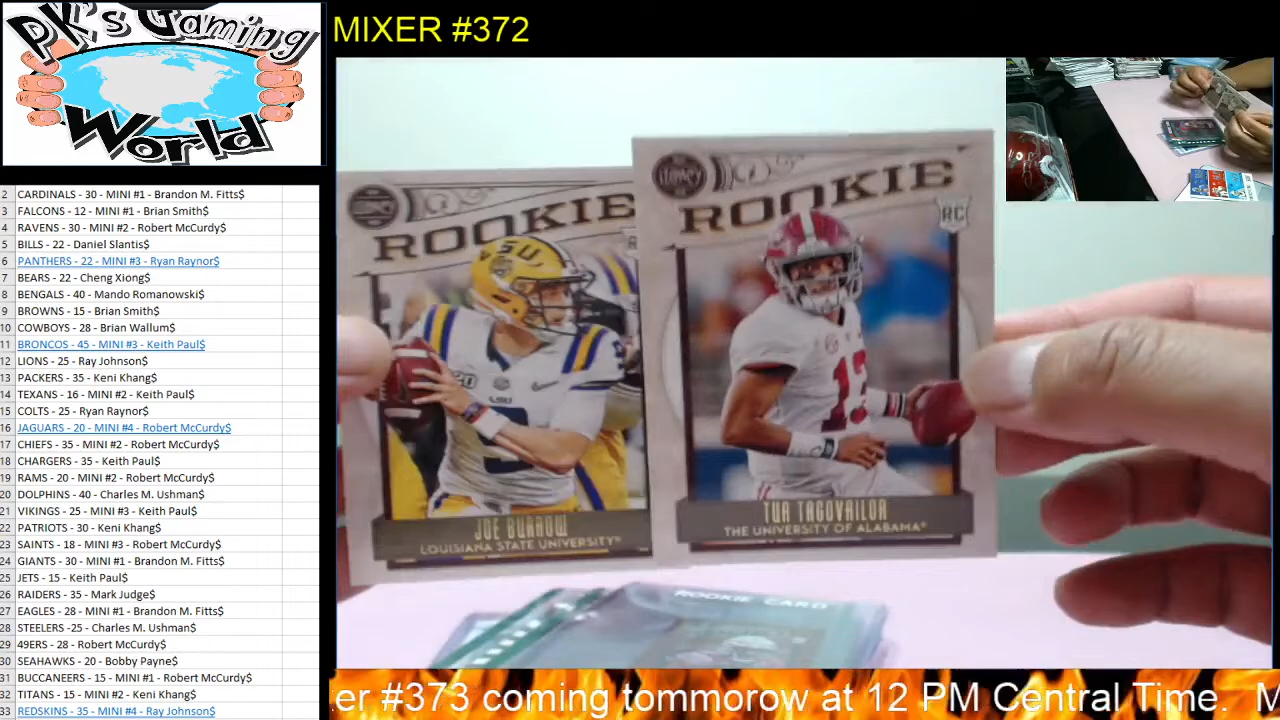 PK's Gaming
World
MIXER #372
2 CARDINALS - 30 - MINI #1 - Brandon M. Fitts$
3 FALCONS - 12 - MINI #1 - Brian Smith$
4 RAVENS - 30 - MINI #2 - Robert McCurdy$
5 BILLS - 22 - Daniel Slantis$
6 PANTHERS - 22 - MINI #3 - Ryan Raynor$
7 BEARS - 22 - Cheng Xiong$
8 BENGALS - 40 - Mando Romanowski$
9 BROWNS - 15 - Brian Smith$
10 COWBOYS - 28 - Brian Wallum$
11 BRONCOS - 45 - MINI #3 - Keith Paul$
12 LIONS - 25 - Ray Johnson$
13 PACKERS - 35 - Keni Khang$
14 TEXANS - 16 - MINI #2 - Keith Paul$
15 COLTS - 25 - Ryan Raynor$
16 JAGUARS - 20 - MINI #4 - Robert McCurdy$
17 CHIEFS - 35 - MINI #2 - Robert McCurdy$
18 CHARGERS - 35 - Keith Paul$
19 RAMS - 20 - MINI #2 - Robert McCurdy$
20 DOLPHINS - 40 - Charles M. Ushman$
21 VIKINGS - 25 - MINI #3 - Keith Paul$
22 PATRIOTS - 30 - Keni Khang$
23 SAINTS - 18 - MINI #3 - Robert McCurdy$
24 GIANTS - 30 - MINI #1 - Brandon M. Fitts$
25 JETS - 15 - Keith Paul$
26 RAIDERS - 35 - Mark Judge$
27 EAGLES - 28 - MINI #1 - Brandon M. Fitts$
28 STEELERS -25 - Charles M. Ushman$
29 49ERS - 28 - Robert McCurdy$
30 SEAHAWKS - 20 - Bobby Payne$
31 BUCCANEERS - 15 - MINI #1 - Robert McCurdy$
32 TITANS - 15 - MINI #2 - Keni Khang$
33 REDSKINS - 35 - MINI #4 - Ray Johnson$
ROOKIE
LSU
JOE BURROW
LOUISIANA STATE UNIVERSITY®
ROOKIE
RC
13
TUA TAGOVAILOA
THE UNIVERSITY OF ALABAMA®
ROOKIE CARD
er #373 coming tommorow at 12 PM Central Time. M